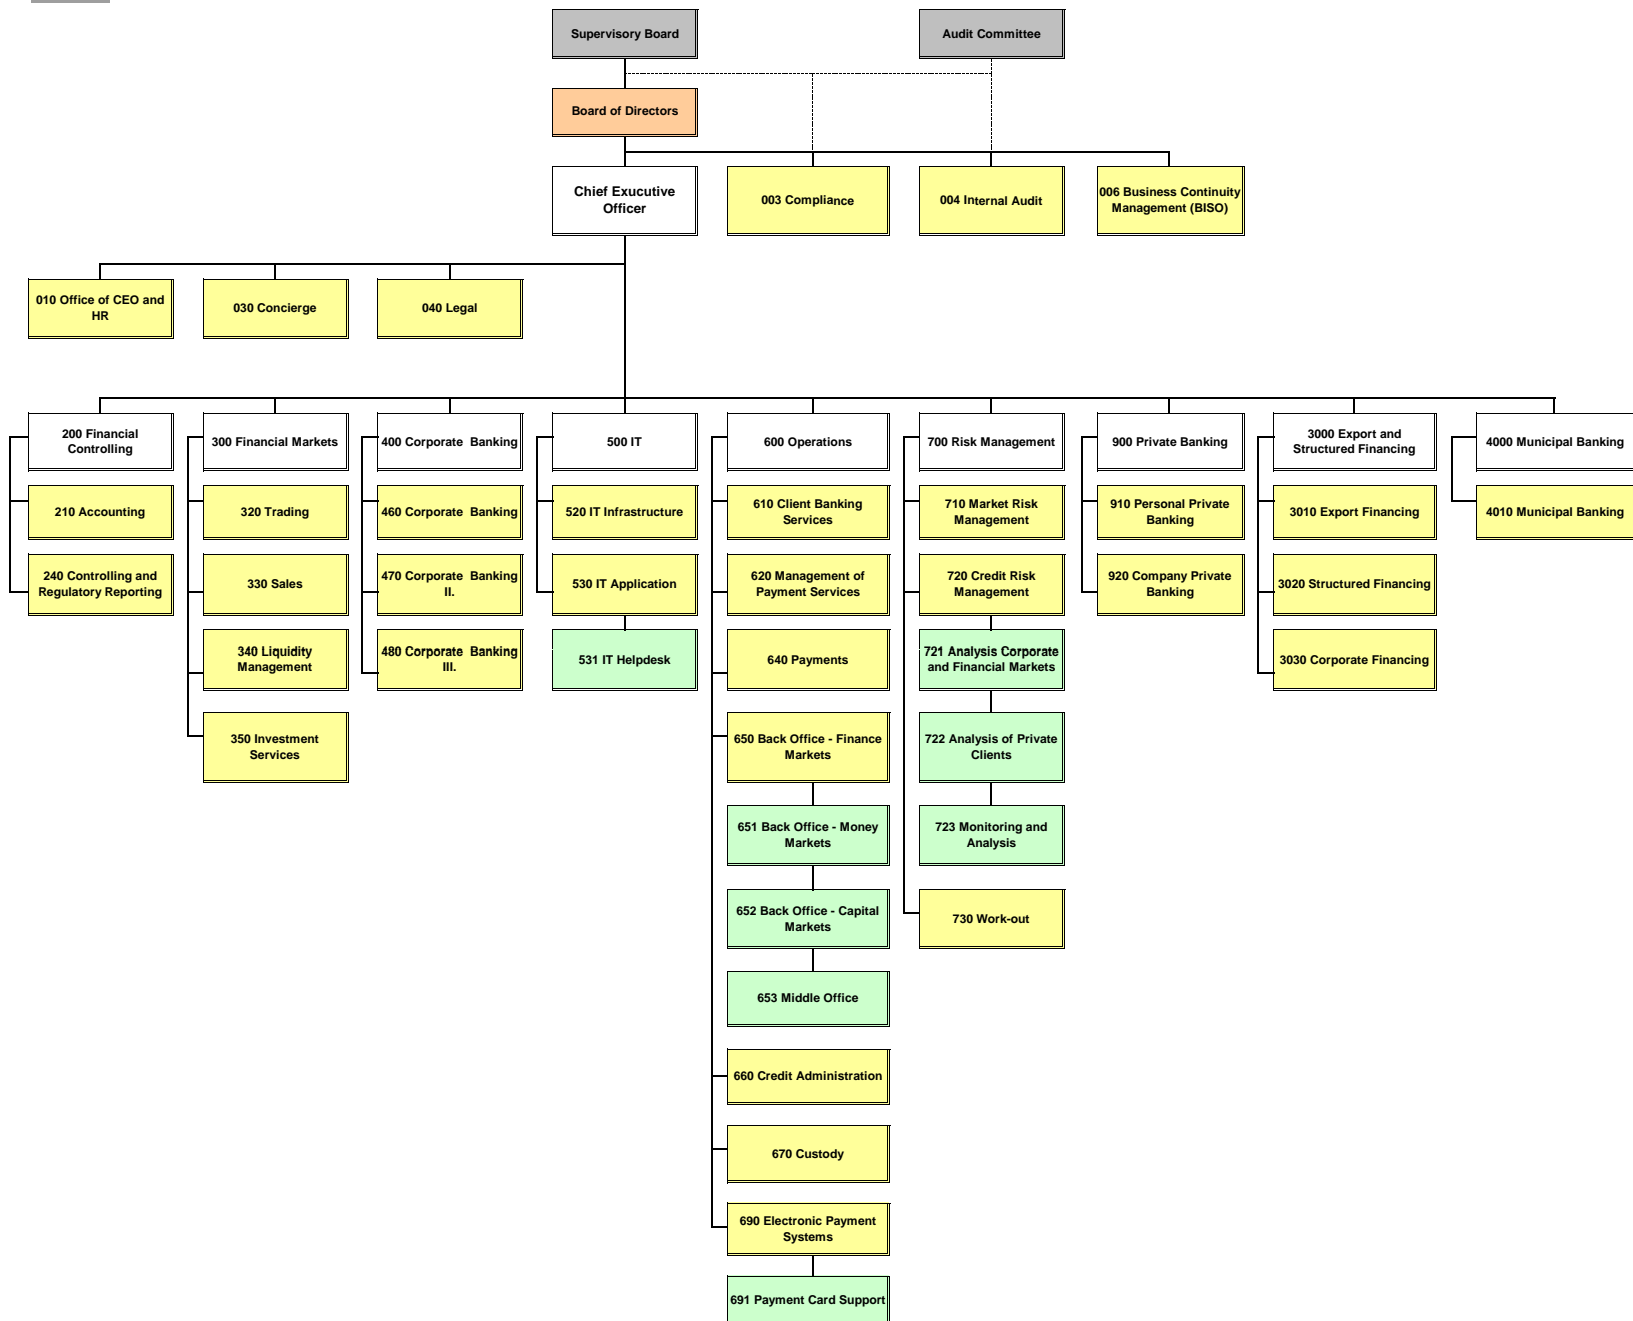 Supervisory Board
Audit Committee
Board of Directors
Chief Exucutive
Officer
003 Compliance
004 Internal Audit
006 Business Continuity
Management (BISO)
010 Office of CEO and
HR
030 Concierge
040 Legal
200 Financial
Controlling
300 Financial Markets
400 Corporate  Banking
500 IT
600 Operations
700 Risk Management
900 Private Banking
3000 Export and
Structured Financing
4000 Municipal Banking
210 Accounting
320 Trading
460 Corporate  Banking
520 IT Infrastructure
610 Client Banking
Services
710 Market Risk
Management
910 Personal Private
Banking
3010 Export Financing
4010 Municipal Banking
240 Controlling and
Regulatory Reporting
330 Sales
470 Corporate  Banking
II.
530 IT Application
620 Management of
Payment Services
720 Credit Risk
Management
920 Company Private
Banking
3020 Structured Financing
340 Liquidity
Management
480 Corporate  Banking
III.
531 IT Helpdesk
640 Payments
721 Analysis Corporate
and Financial Markets
3030 Corporate Financing
350 Investment
Services
650 Back Office - Finance
Markets
722 Analysis of Private
Clients
651 Back Office - Money
Markets
723 Monitoring and
Analysis
652 Back Office - Capital
Markets
730 Work-out
653 Middle Office
660 Credit Administration
670 Custody
690 Electronic Payment
Systems
691 Payment Card Support